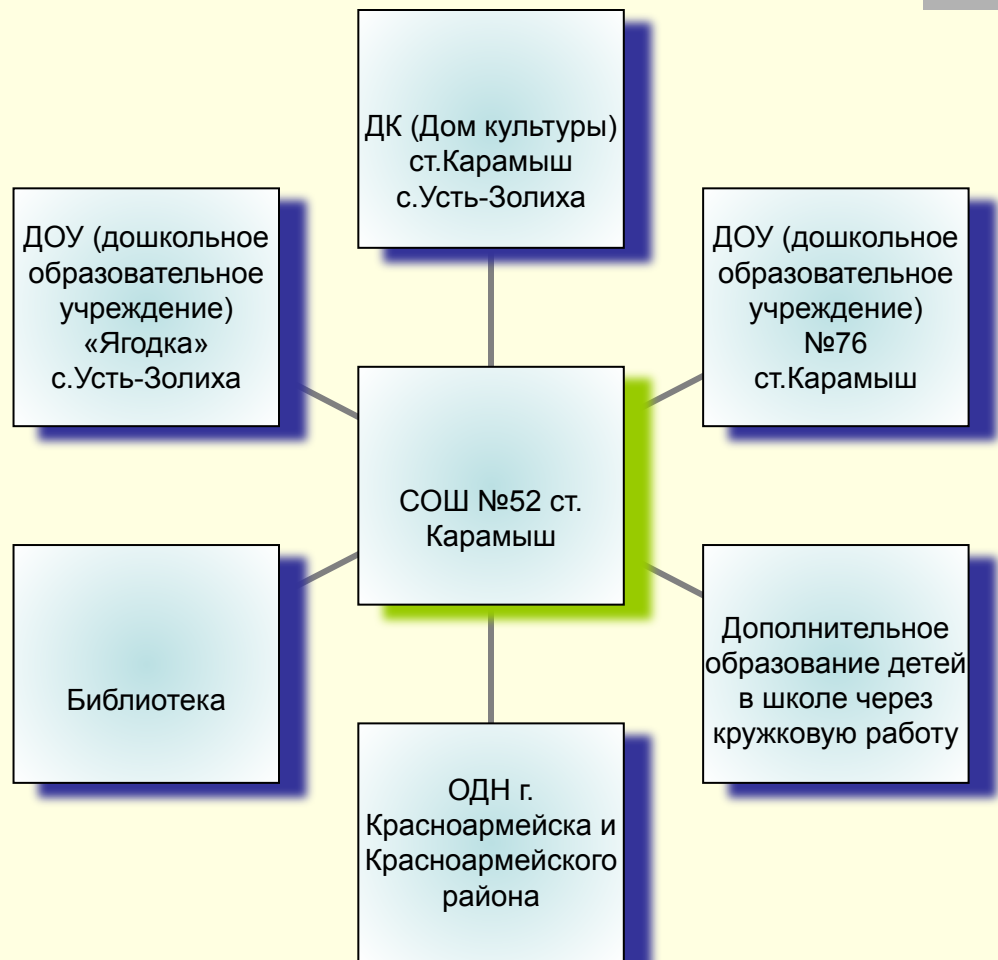 ДК (Дом культуры)
ст.Карамыш
с.Усть-Золиха
ДОУ (дошкольное
образовательное
учреждение)
«Ягодка»
с.Усть-Золиха
ДОУ (дошкольное
образовательное
учреждение)
№76
ст.Карамыш
СОШ №52 ст.
Карамыш
Библиотека
Дополнительное
образование детей
в школе через
кружковую работу
ОДН г.
Красноармейска и
Красноармейского
района